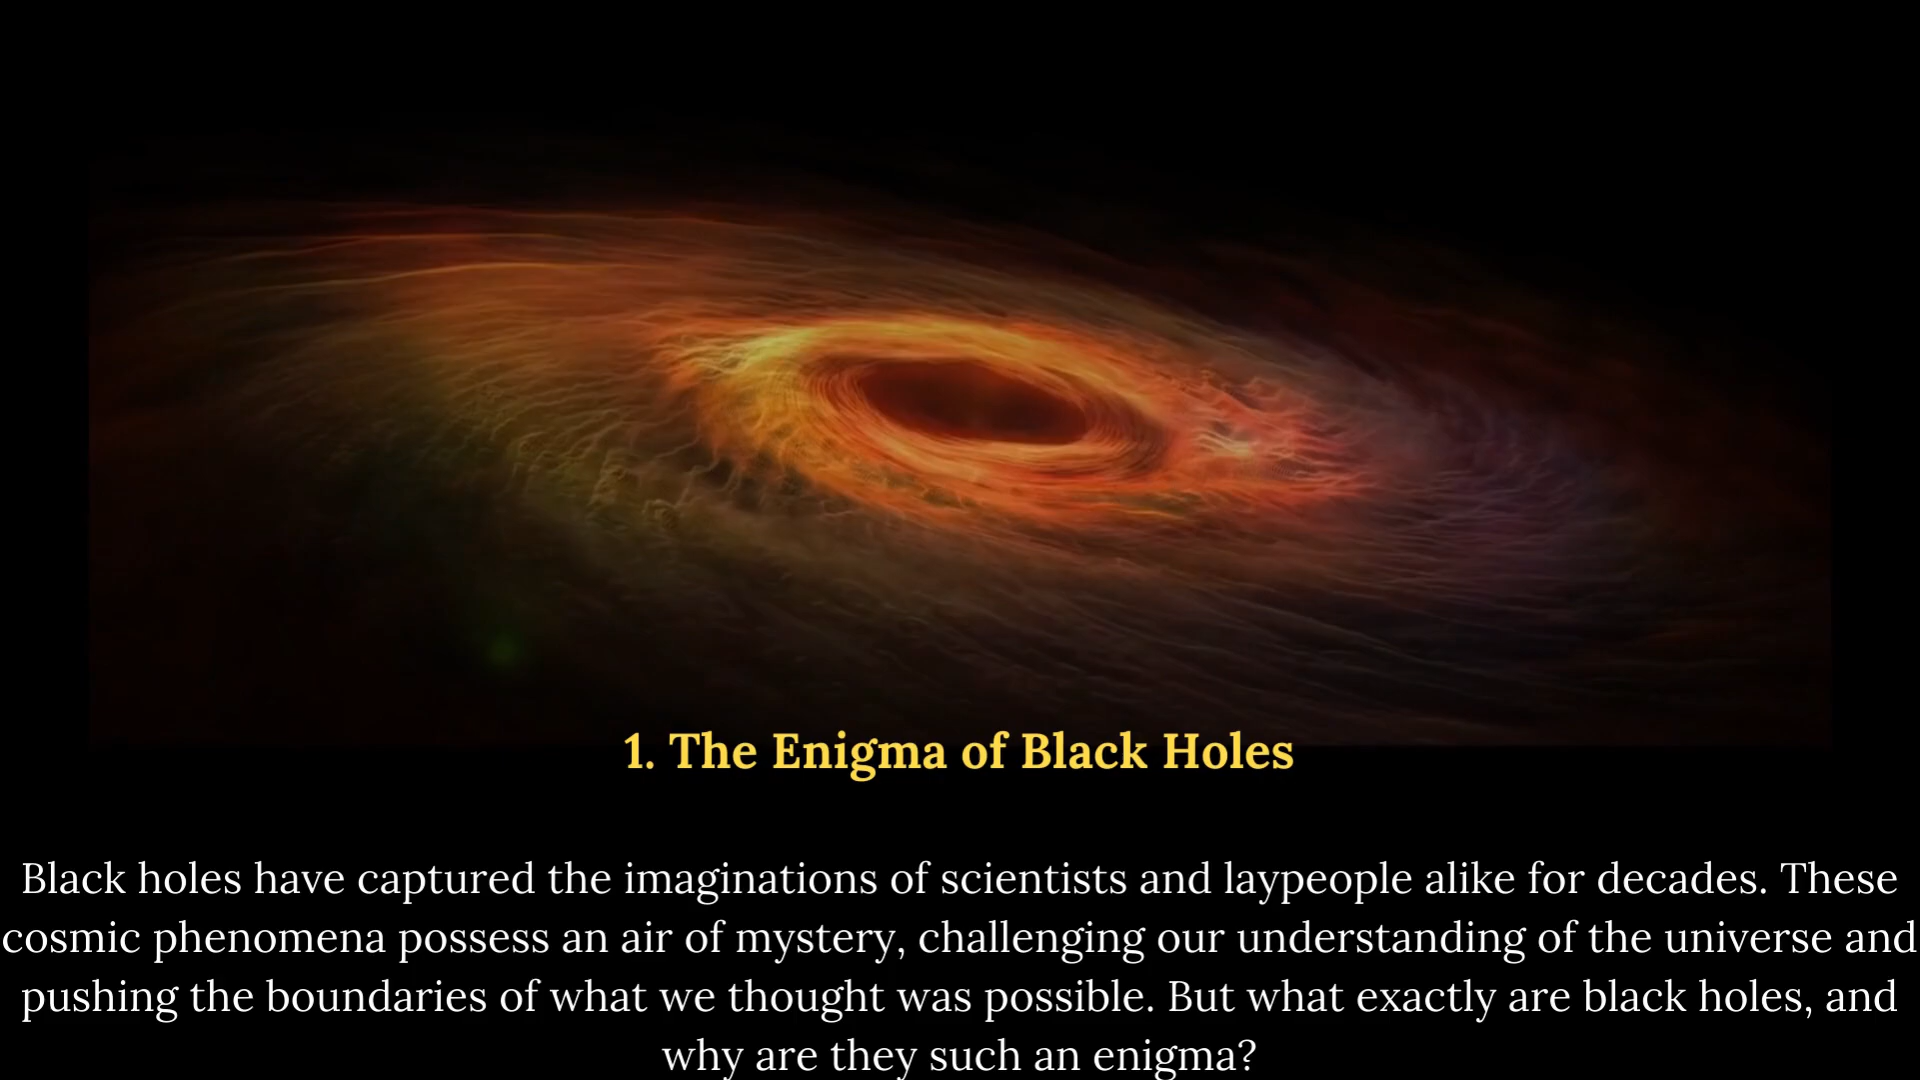 1. The Enigma of Black Holes
Black holes have captured the imaginations of scientists and laypeople alike for decades. These
cosmic phenomena possess an air of mystery, challenging our understanding of the universe and
pushing the boundaries of what we thought was possible. But what exactly are black holes, and
why are they such an enigma?